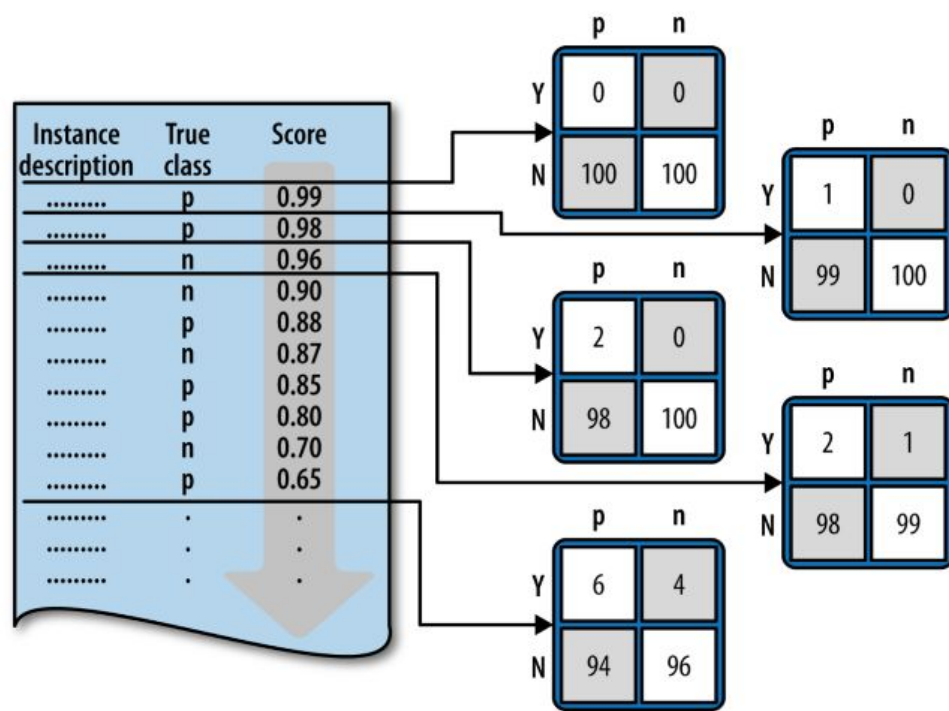 Instance description True class Score
......... p 0.99
......... p 0.98
......... n 0.96
......... n 0.90
......... p 0.88
......... n 0.87
......... p 0.85
......... p 0.80
......... n 0.70
......... p 0.65
......... . .
......... . .
......... . .
p n
Y 0 0
N 100 100
p n
Y 1 0
N 99 100
p n
Y 2 0
N 98 100
p n
Y 2 1
N 98 99
p n
Y 6 4
N 94 96